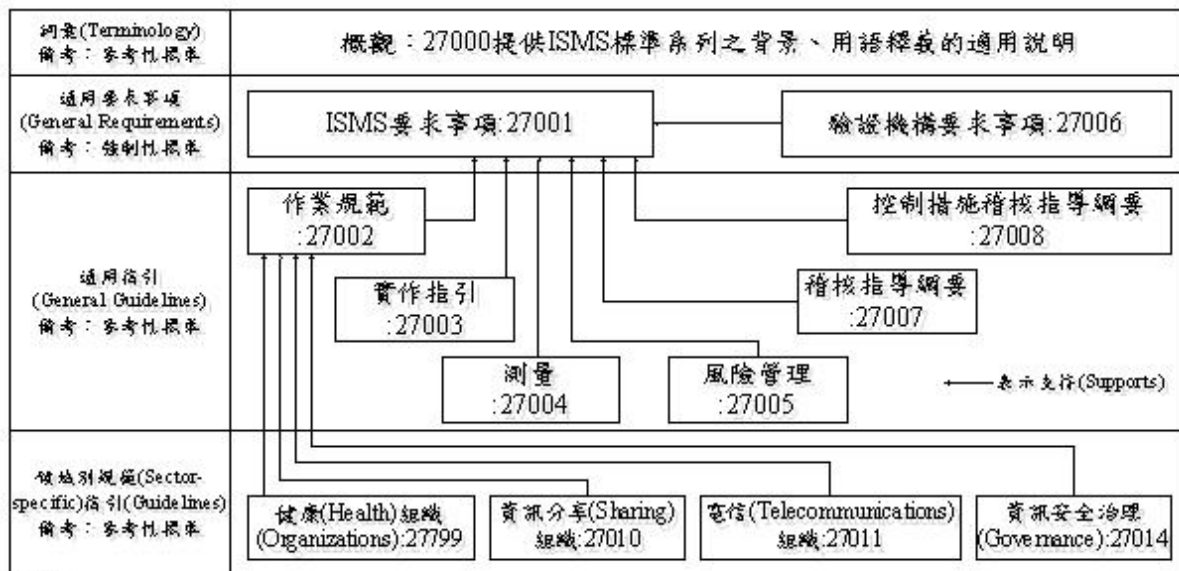 詞彙(Terminology)
備考：參考性標準
概觀：27000提供ISMS標準系列之背景、用語釋義的適用說明
通用要求事項
(General Requirements)
備考：強制性標準
ISMS要求事項:27001
驗證機構要求事項:27006
通用指引
(General Guidelines)
備考：參考性標準
作業規範
:27002
控制措施稽核指導綱要
:27008
實作指引
:27003
稽核指導綱要
:27007
測量
:27004
風險管理
:27005
表示支持(Supports)
領域別規範(Sector-
specific)指引(Guidelines)
備考：參考性標準
健康(Health)組織
(Organizations):27799
資訊分享(Sharing)
組織:27010
電信(Telecommunications)
組織:27011
資訊安全治理
(Governance):27014